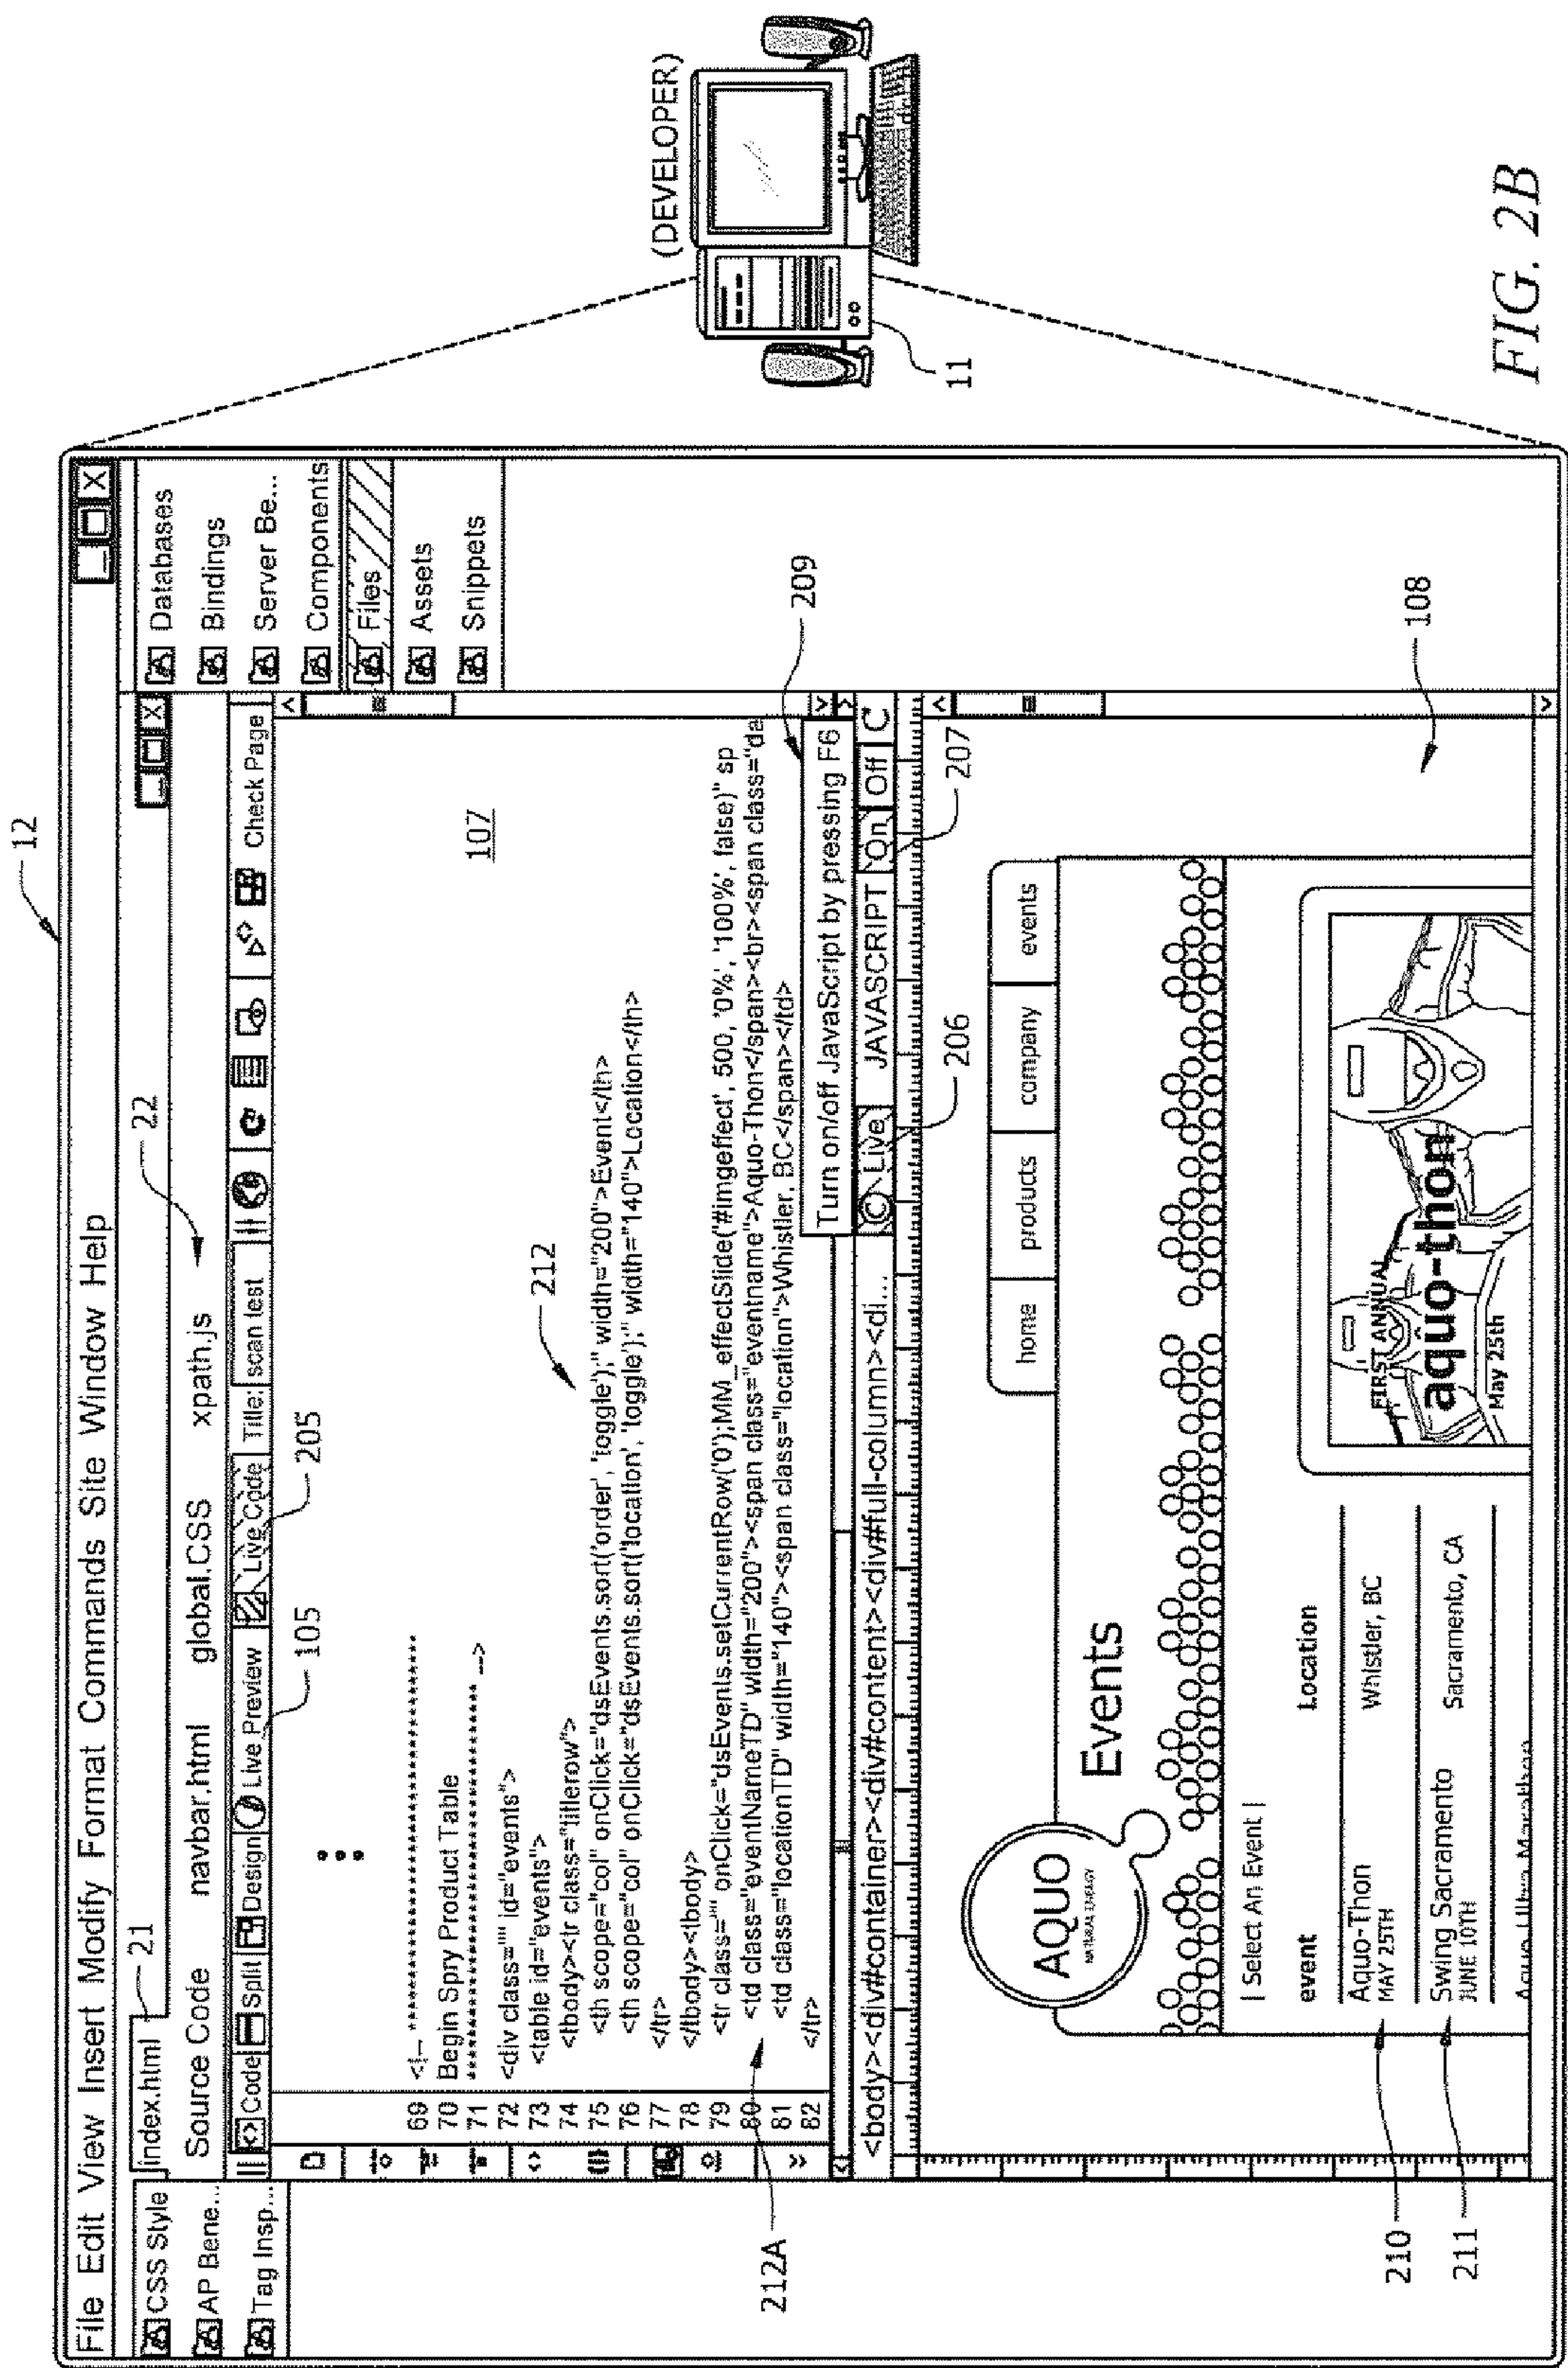 12
File Edit View Insert Modify Format Commands Site Window Help
_ X
CSS Style
AP Bene...
Tag Insp...
index.html
21
_ X
Source Code navbar.html global.CSS xpath.js
22
<> Code Split Design Live Preview Live Code Title: scan test Check Page
105
205
107
69 <!-- ******************************
70 Begin Spry Product Table
71 ****************************** -->
72 <div class="" id="events">
73 <table id="events">
74 <tbody><tr class="titlerow">
75 <th scope="col" onClick="dsEvents.sort('order', 'toggle');" width="200">Event</th>
76 <th scope="col" onClick="dsEvents.sort('location', 'toggle');" width="140">Location</th>
77 </tr>
78 </tbody><tbody>
79 <tr class="" onClick="dsEvents.setCurrentRow('0');MM_effectSlide('#imgeffect', 500, '0%', '100%', false)" sp
80 <td class="eventNameTD" width="200"><span class="eventname">Aquo-Thon</span><br><span class="da
81 <td class="locationTD" width="140"><span class="location">Whistler, BC</span></td>
82 </tr>
212
212A
Databases
Bindings
Server Be...
Components
Files
Assets
Snippets
Turn on/off JavaScript by pressing F6
209
<body><div#container><div#content><div#full-column><di...
Live JAVASCRIPT On Off
206
207
108
home products company events
AQUO
NATURAL ENERGY
Events
| Select An Event |
event Location
Aquo-Thon Whistler, BC
MAY 25TH
Swing Sacramento Sacramento, CA
JUNE 10TH
210
211
FIRST ANNUAL
aquo-thon
May 25th
(DEVELOPER)
11
FIG. 2B